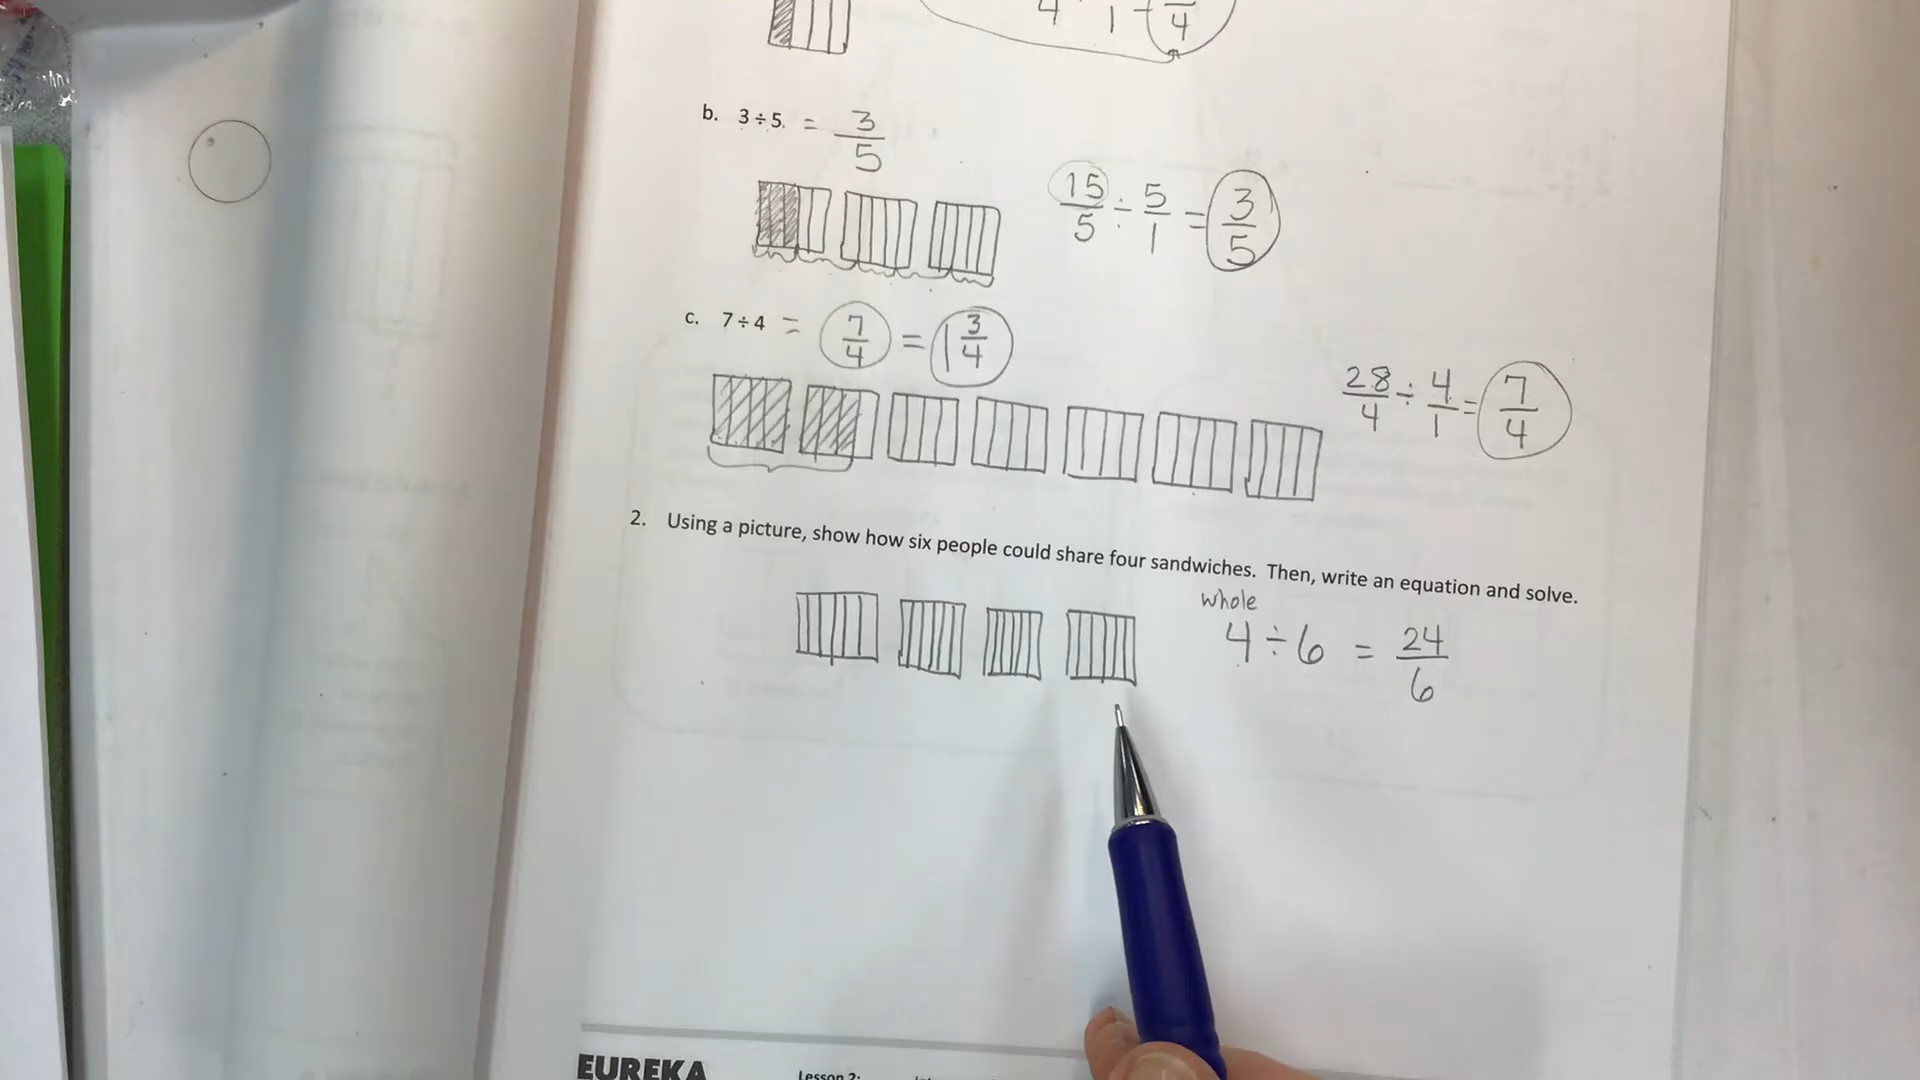 4 1 4
b. 3÷5 = 3/5
15/5 ÷ 5/1 = 3/5
c. 7÷4 = 7/4 = 1 3/4
28/4 ÷ 4/1 = 7/4
2. Using a picture, show how six people could share four sandwiches. Then, write an equation and solve.
whole
4 ÷ 6 = 24/6
EUREKA
Lesson 2: